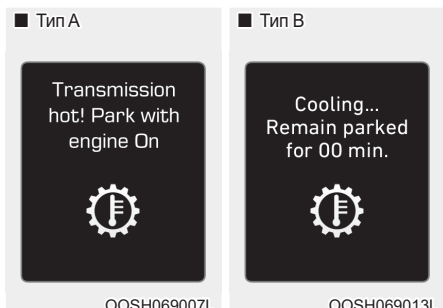 ■ Тип A
Transmission
hot! Park with
engine On
OOSH069007L
■ Тип B
Cooling...
Remain parked
for 00 min.
OOSH069013L